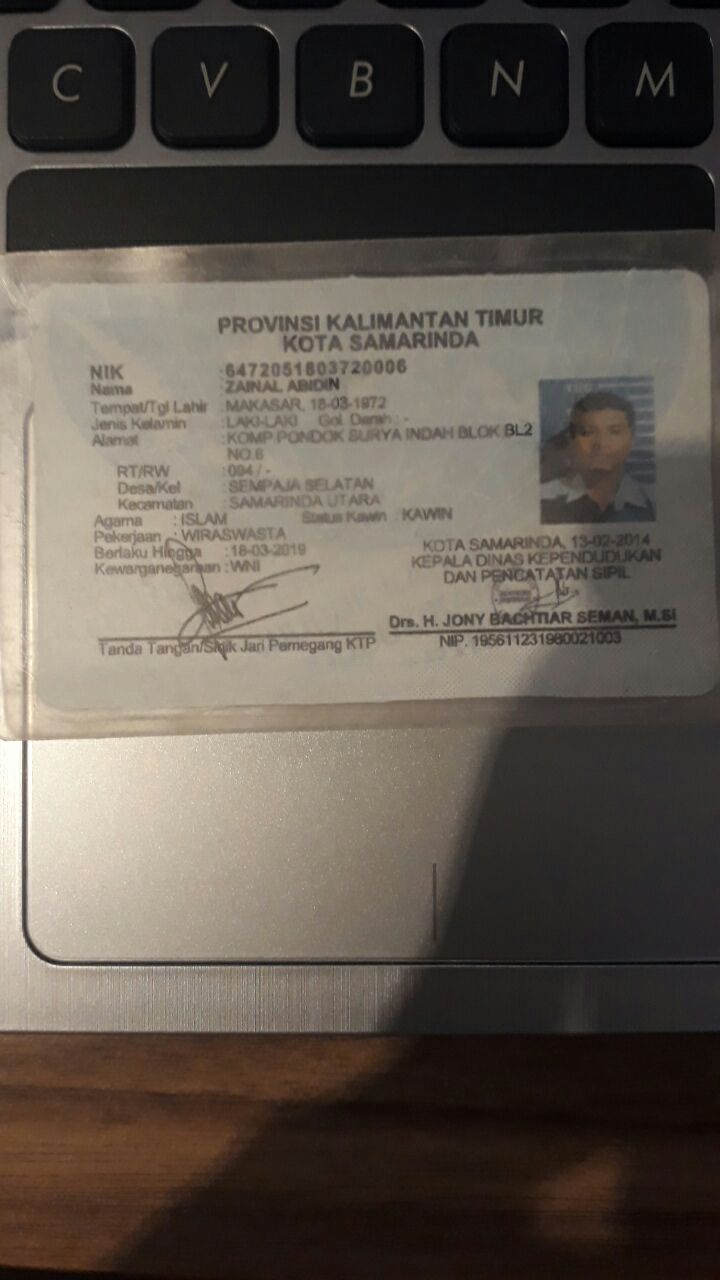 C V B N M
PROVINSI KALIMANTAN TIMUR
KOTA SAMARINDA
NIK : 6472051803720006
Nama : ZAINAL ABIDIN
Tempat/Tgl Lahir : MAKASAR, 18-03-1972
Jenis Kelamin : LAKI-LAKI Gol. Darah : -
Alamat : KOMP PONDOK SURYA INDAH BLOK BL2
NO.6
RT/RW : 094 / -
Desa/Kel : SEMPAJA SELATAN
Kecamatan : SAMARINDA UTARA
Agama : ISLAM Status Kawin : KAWIN
Pekerjaan : WIRASWASTA
Berlaku Hingga : 18-03-2019
Kewarganegaraan : WNI
KOTA SAMARINDA, 13-02-2014
KEPALA DINAS KEPENDUDUKAN
DAN PENCATATAN SIPIL
Drs. H. JONY BACHTIAR SEMAN, M.Si
NIP. 195611231980021003
Tanda Tangan/Sidik Jari Pemegang KTP